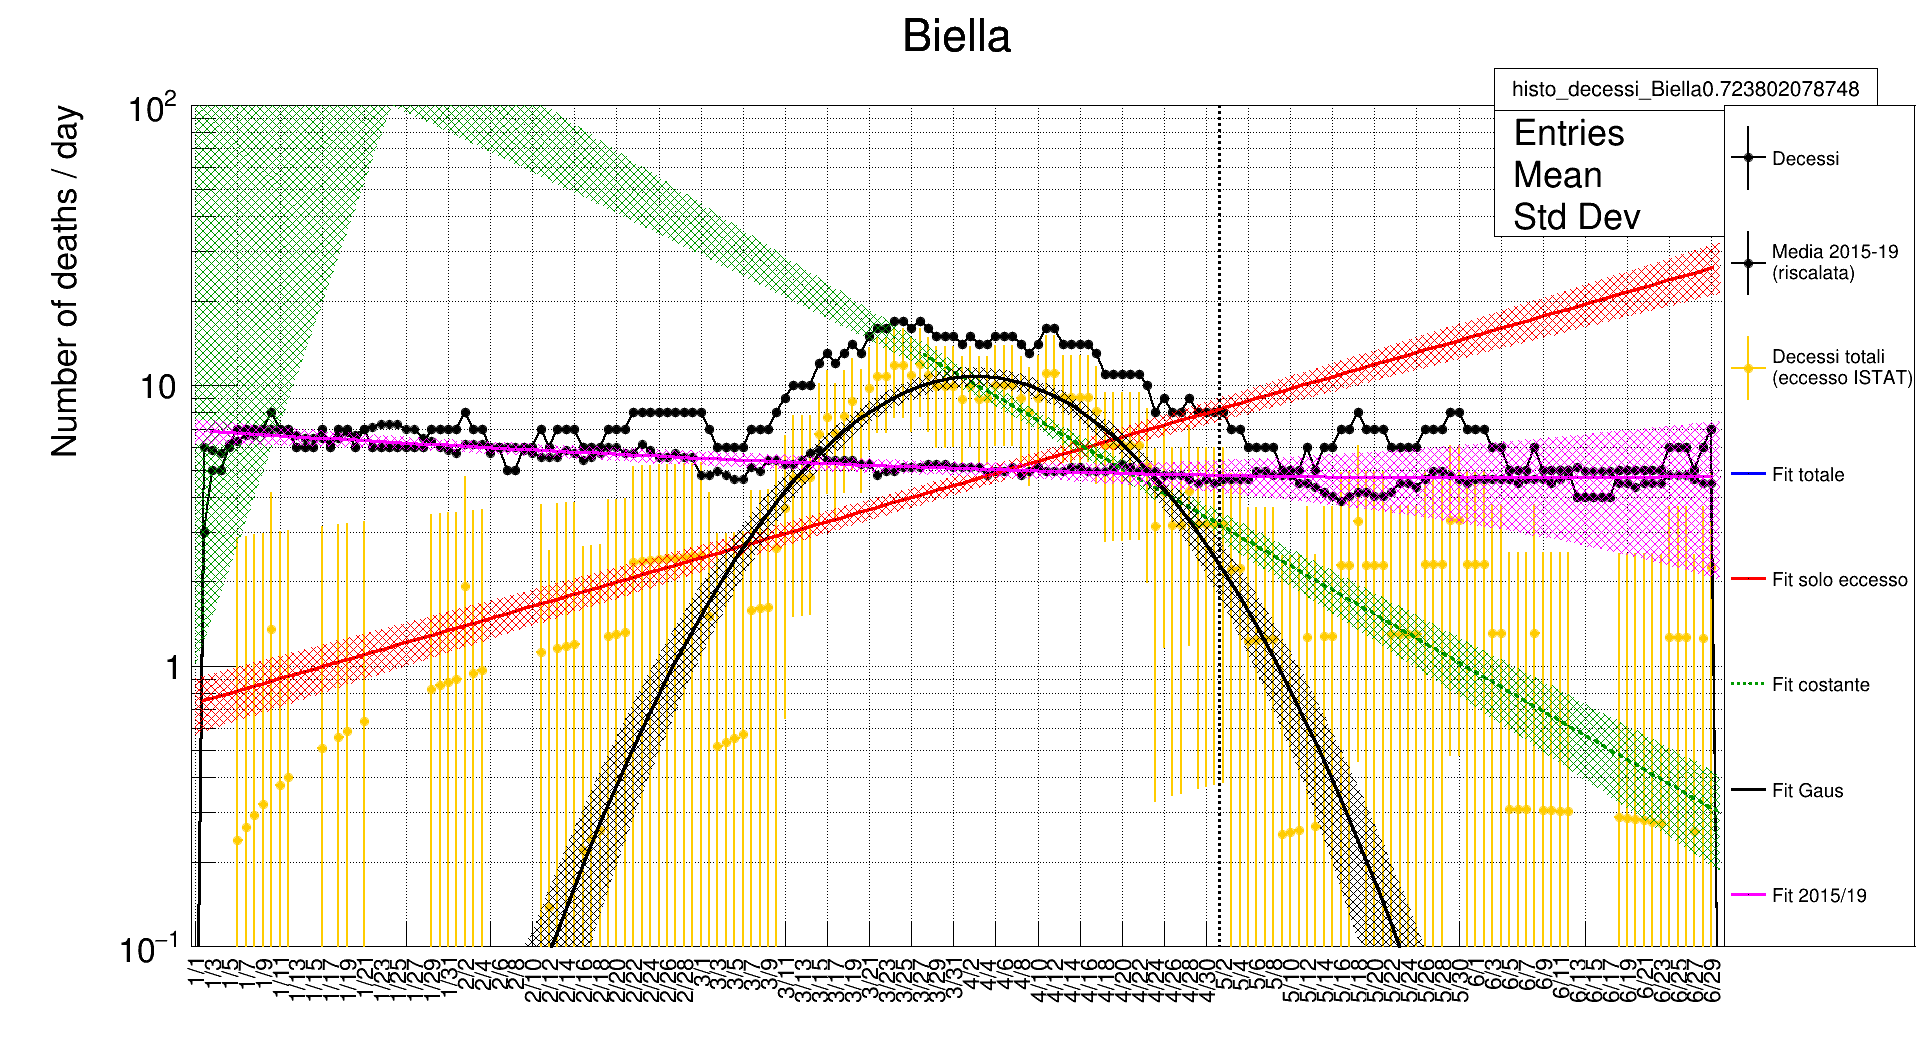 Biella
histo_decessi_Biella0.723802078748
Entries
Mean
Std Dev
Number of deaths / day
10²
10
1
10⁻¹
Decessi
Media 2015-19
(riscalata)
Decessi totali
(eccesso ISTAT)
Fit totale
Fit solo eccesso
Fit costante
Fit Gaus
Fit 2015/19
1/1 1/3 1/5 1/7 1/9 1/11 1/13 1/15 1/17 1/19 1/21 1/23 1/25 1/27 1/29 1/31 2/2 2/4 2/6 2/8 2/10 2/12 2/14 2/16 2/18 2/20 2/22 2/24 2/26 2/28 3/1 3/3 3/5 3/7 3/9 3/11 3/13 3/15 3/17 3/19 3/21 3/23 3/25 3/27 3/29 3/31 4/2 4/4 4/6 4/8 4/10 4/12 4/14 4/16 4/18 4/20 4/22 4/24 4/26 4/28 4/30 5/2 5/4 5/6 5/8 5/10 5/12 5/14 5/16 5/18 5/20 5/22 5/24 5/26 5/28 5/30 6/1 6/3 6/5 6/7 6/9 6/11 6/13 6/15 6/17 6/19 6/21 6/23 6/25 6/27 6/29